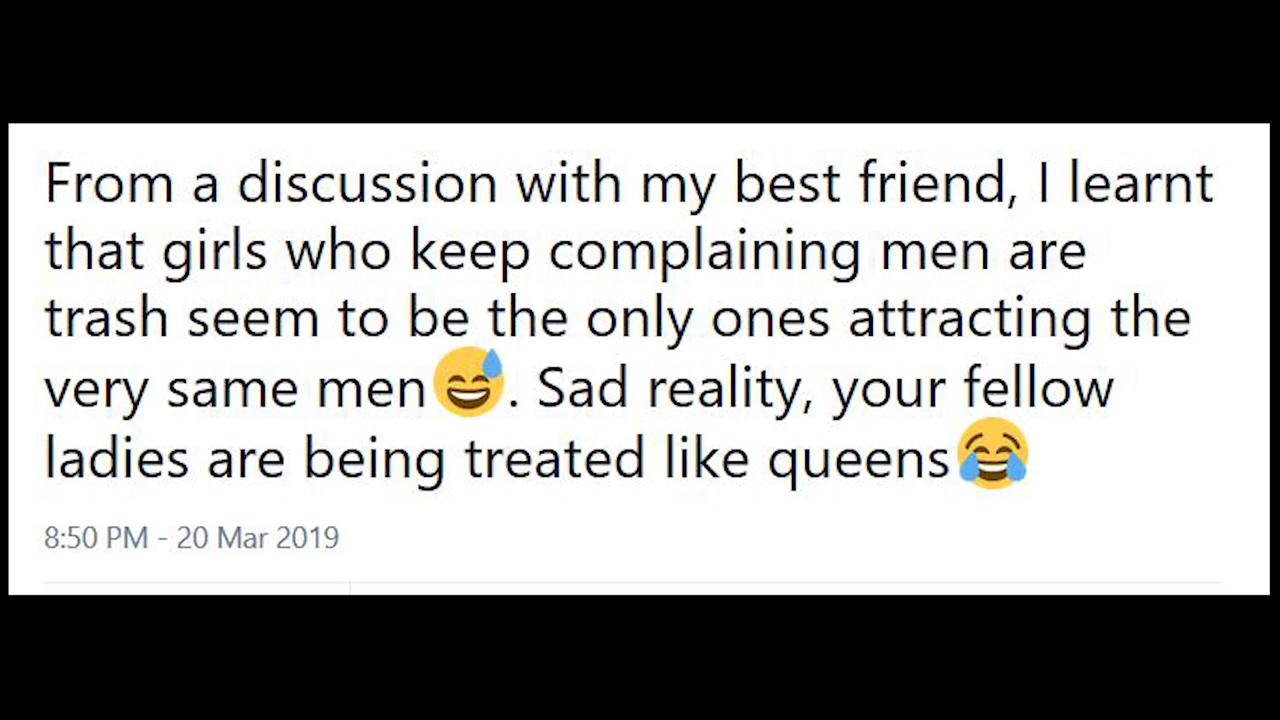 From a discussion with my best friend, I learnt
that girls who keep complaining men are
trash seem to be the only ones attracting the
very same men😅. Sad reality, your fellow
ladies are being treated like queens😂
8:50 PM - 20 Mar 2019